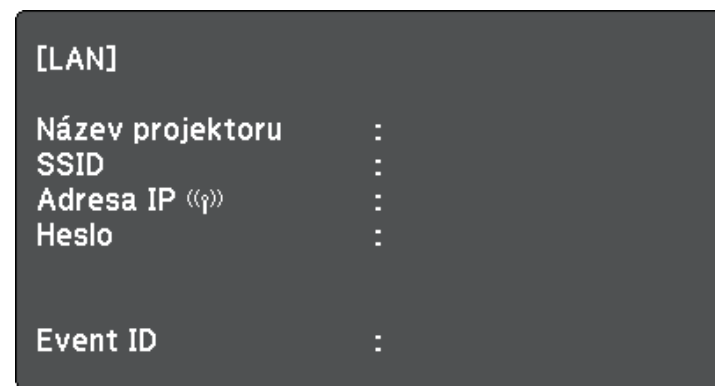 [LAN]
Název projektoru :
SSID :
Adresa IP :
Heslo :
Event ID :